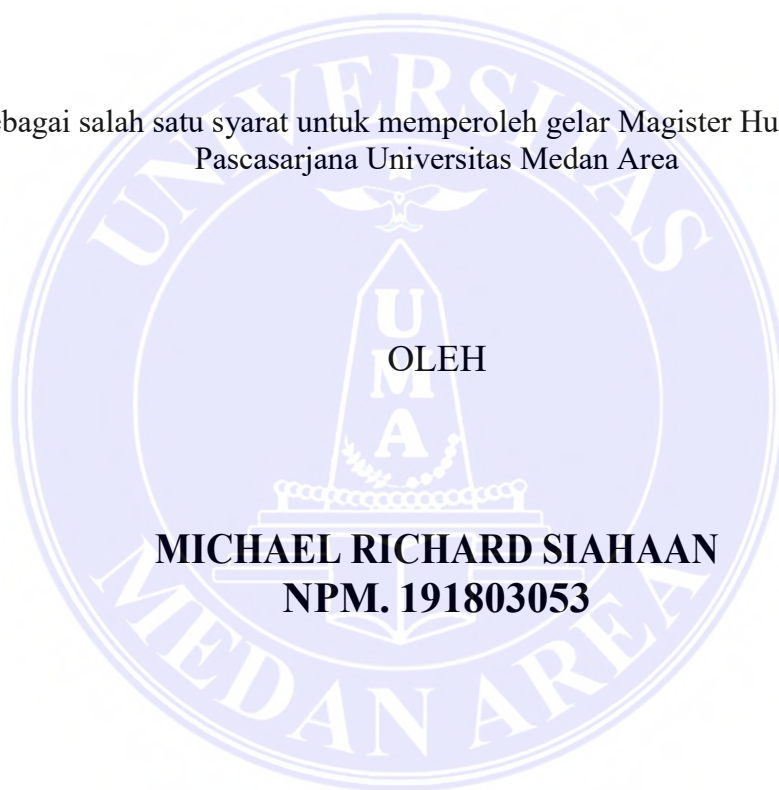 ebagai salah satu syarat untuk memperoleh gelar Magister Hu
Pascasarjana Universitas Medan Area
OLEH
MICHAEL RICHARD SIAHAAN
NPM. 191803053
UNIVERSITAS
UMA
MEDAN AREA